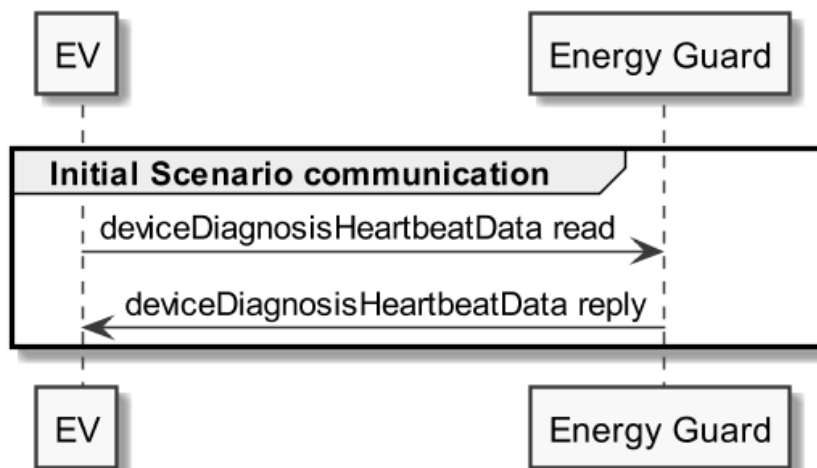 EV
Energy Guard
Initial Scenario communication
deviceDiagnosisHeartbeatData read
deviceDiagnosisHeartbeatData reply
EV
Energy Guard